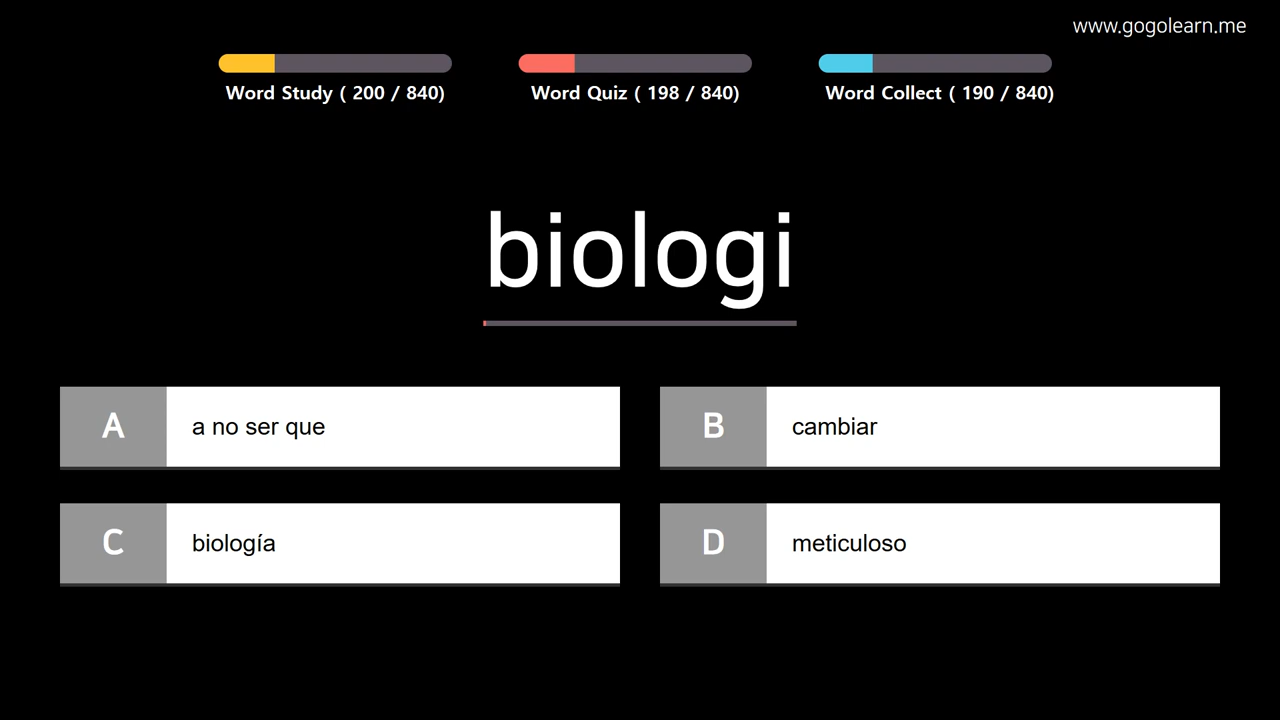 www.gogolearn.me
Word Study ( 200 / 840)
Word Quiz ( 198 / 840)
Word Collect ( 190 / 840)
biologi
A a no ser que
B cambiar
C biología
D meticuloso